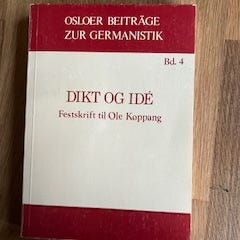 OSLOER BEITRÄGE
ZUR GERMANISTIK
Bd. 4
DIKT OG IDÉ
Festskrift til Ole Koppang